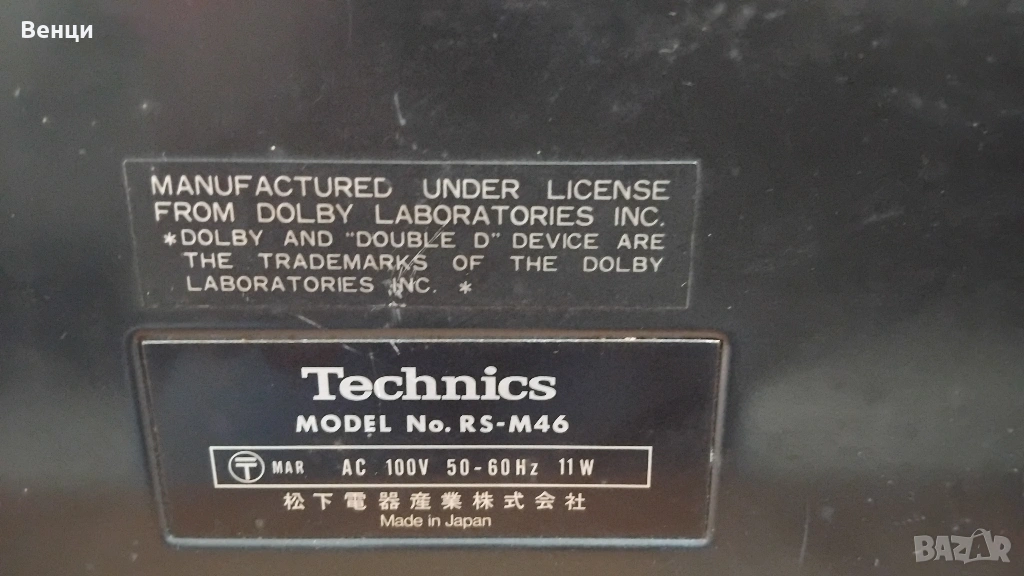 Венци
MANUFACTURED UNDER LICENSE
FROM DOLBY LABORATORIES INC.
*DOLBY AND "DOUBLE D" DEVICE ARE
THE TRADEMARKS OF THE DOLBY
LABORATORIES INC. *
Technics
MODEL No. RS-M46
T MAR AC 100V 50-60Hz 11W
松下電器産業株式会社
Made in Japan
BAZAR